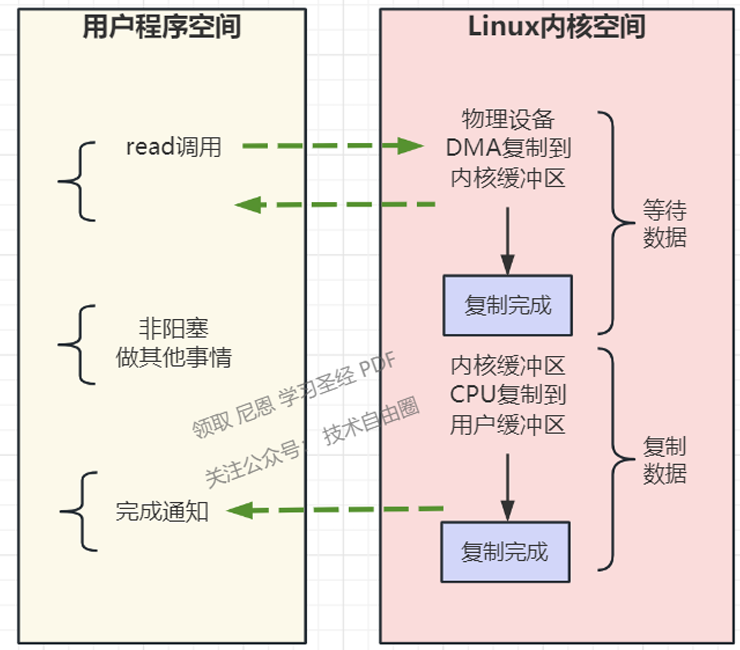 用户程序空间
Linux内核空间
read调用
物理设备
DMA复制到
内核缓冲区
等待
数据
复制完成
非阳塞
做其他事情
内核缓冲区
CPU复制到
用户缓冲区
复制
数据
完成通知
复制完成
领取 尼恩 学习圣经 PDF
关注公众号: 技术自由圈